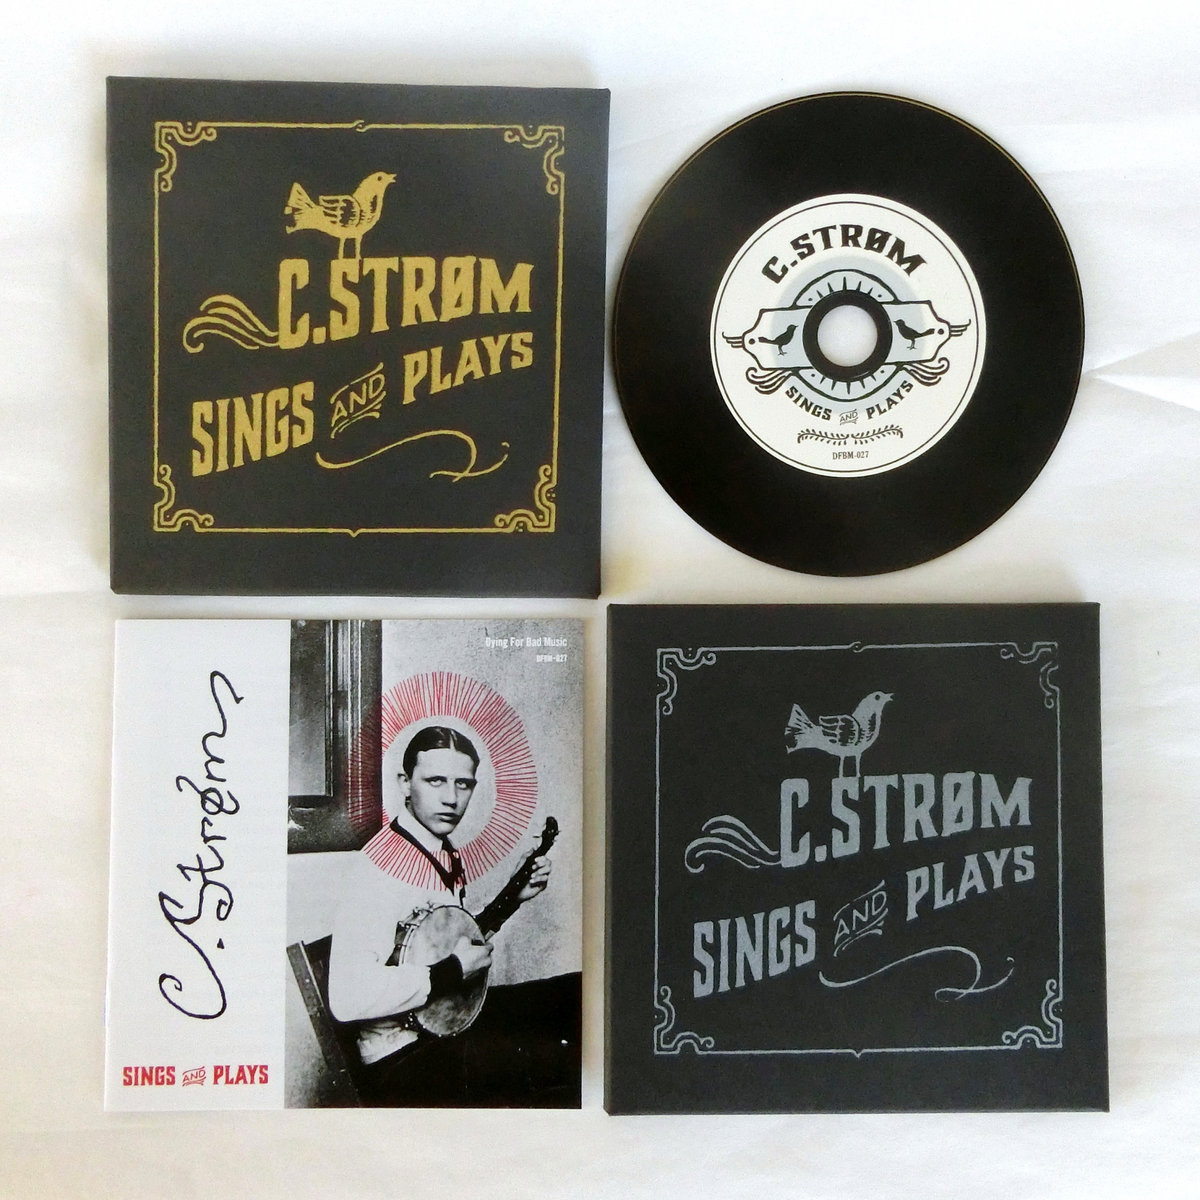 C.STRØM
SINGS AND PLAYS
C.STRØM
SINGS AND PLAYS
DFBM-027
Dying For Bad Music
DFBM-027
C. Strøm
SINGS AND PLAYS
C.STRØM
SINGS AND PLAYS